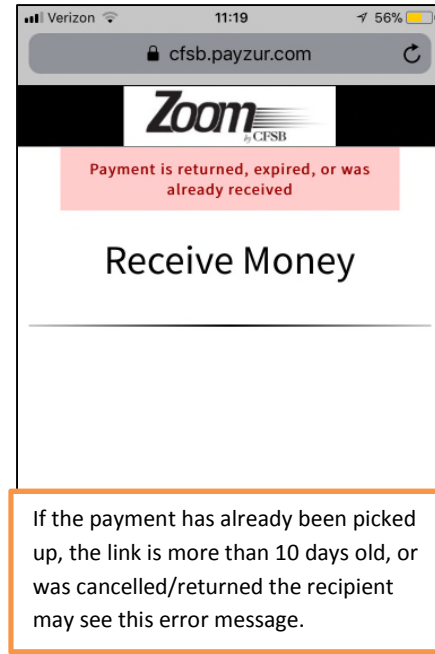 Verizon 11:19 56%
cfsb.payzur.com
Zoom
by CFSB
Payment is returned, expired, or was
already received
Receive Money
If the payment has already been picked
up, the link is more than 10 days old, or
was cancelled/returned the recipient
may see this error message.